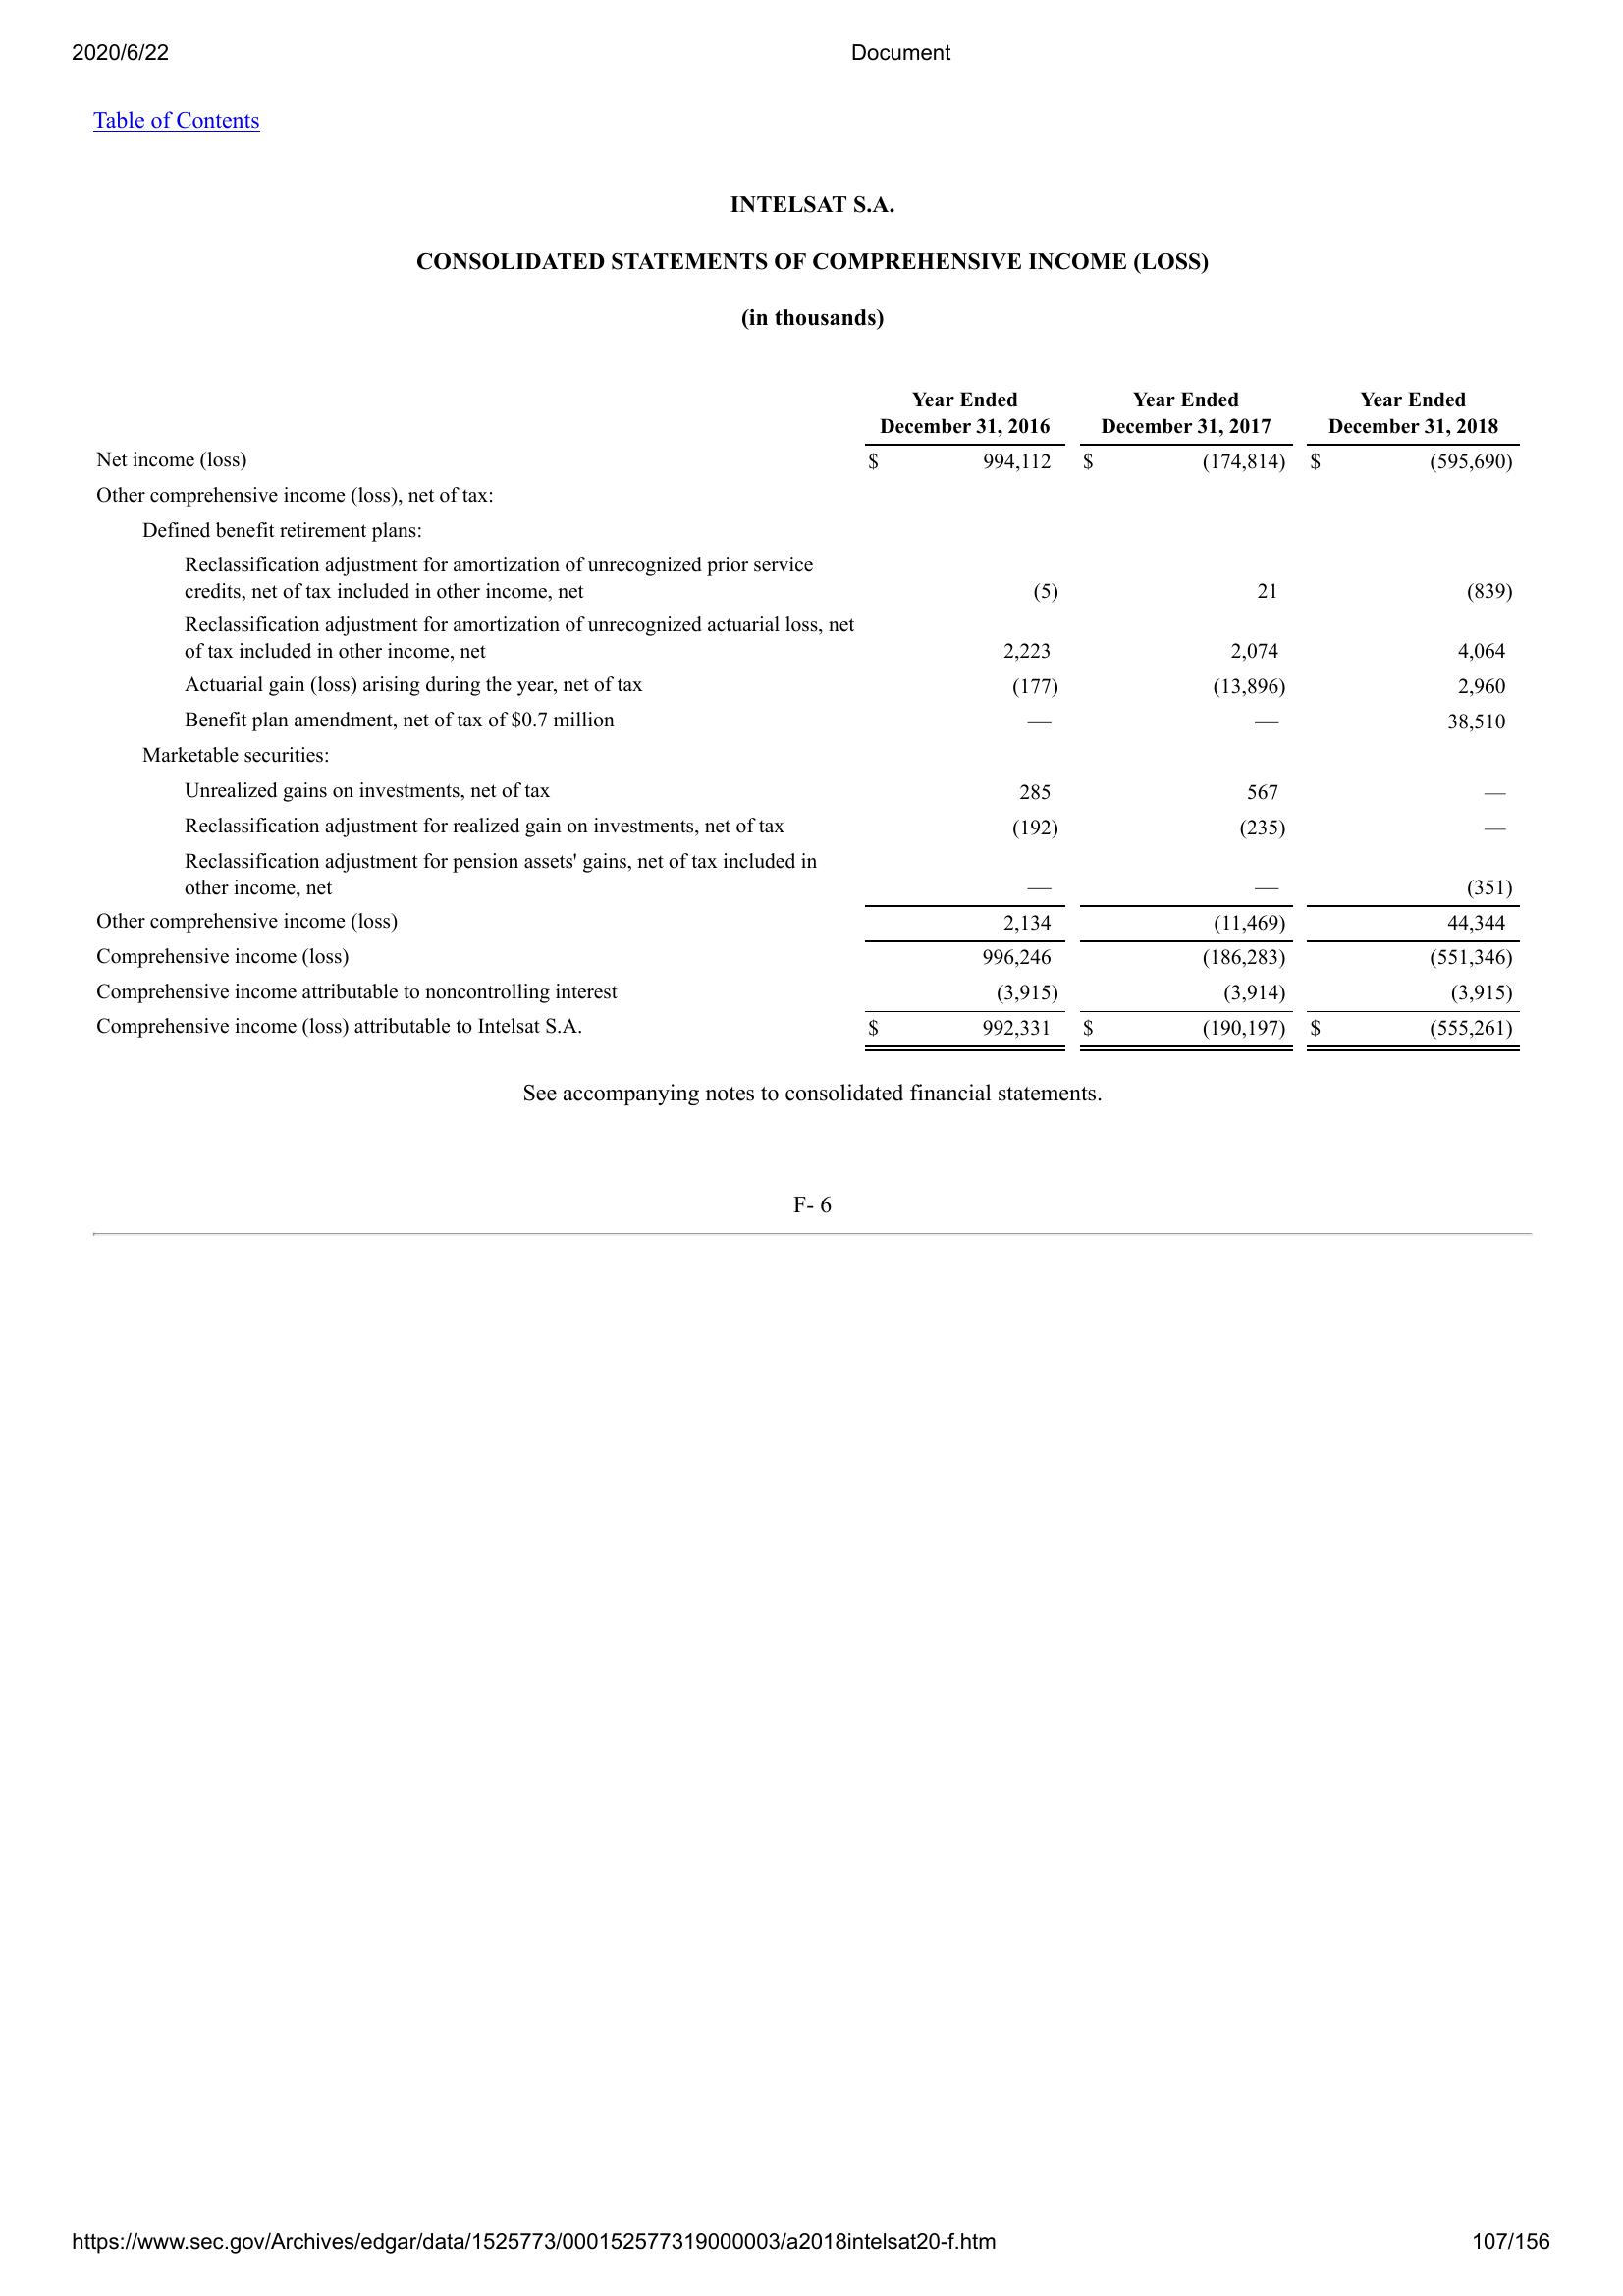 2020/6/22 Document
Table of Contents
INTELSAT S.A.
CONSOLIDATED STATEMENTS OF COMPREHENSIVE INCOME (LOSS)
(in thousands)
Year Ended Year Ended Year Ended
December 31, 2016 December 31, 2017 December 31, 2018
Net income (loss) $ 994,112 $ (174,814) $ (595,690)
Other comprehensive income (loss), net of tax:
Defined benefit retirement plans:
Reclassification adjustment for amortization of unrecognized prior service
credits, net of tax included in other income, net (5) 21 (839)
Reclassification adjustment for amortization of unrecognized actuarial loss, net
of tax included in other income, net 2,223 2,074 4,064
Actuarial gain (loss) arising during the year, net of tax (177) (13,896) 2,960
Benefit plan amendment, net of tax of $0.7 million — — 38,510
Marketable securities:
Unrealized gains on investments, net of tax 285 567 —
Reclassification adjustment for realized gain on investments, net of tax (192) (235) —
Reclassification adjustment for pension assets' gains, net of tax included in
other income, net — — (351)
Other comprehensive income (loss) 2,134 (11,469) 44,344
Comprehensive income (loss) 996,246 (186,283) (551,346)
Comprehensive income attributable to noncontrolling interest (3,915) (3,914) (3,915)
Comprehensive income (loss) attributable to Intelsat S.A. $ 992,331 $ (190,197) $ (555,261)
See accompanying notes to consolidated financial statements.
F- 6
https://www.sec.gov/Archives/edgar/data/1525773/000152577319000003/a2018intelsat20-f.htm 107/156